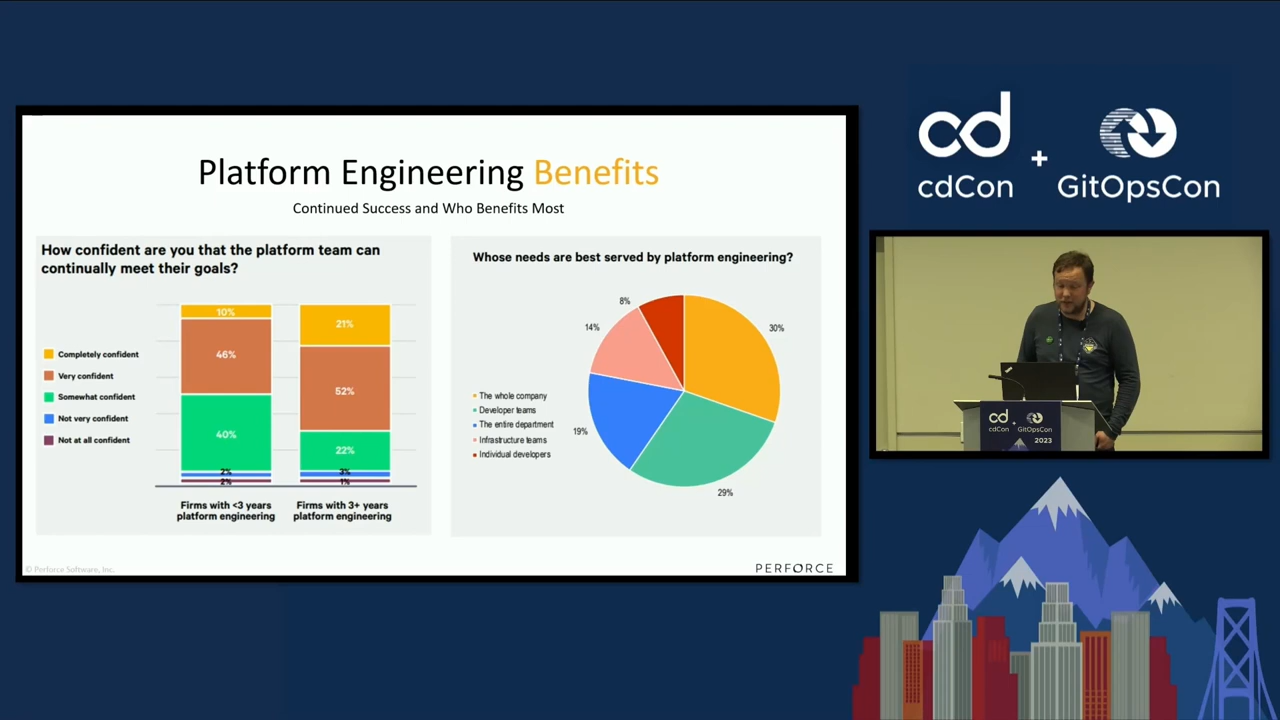 Platform Engineering Benefits
Continued Success and Who Benefits Most
How confident are you that the platform team can
continually meet their goals?
10%
46%
40%
2%
2%
21%
52%
22%
3%
1%
Completely confident
Very confident
Somewhat confident
Not very confident
Not at all confident
Firms with <3 years
platform engineering
Firms with 3+ years
platform engineering
Whose needs are best served by platform engineering?
8%
14%
19%
30%
29%
The whole company
Developer teams
The entire department
Infrastructure teams
Individual developers
© Perforce Software, Inc.
PERFORCE
cd
cdCon
+
GitOpsCon
cd
cdCon
+
GitOpsCon
2023